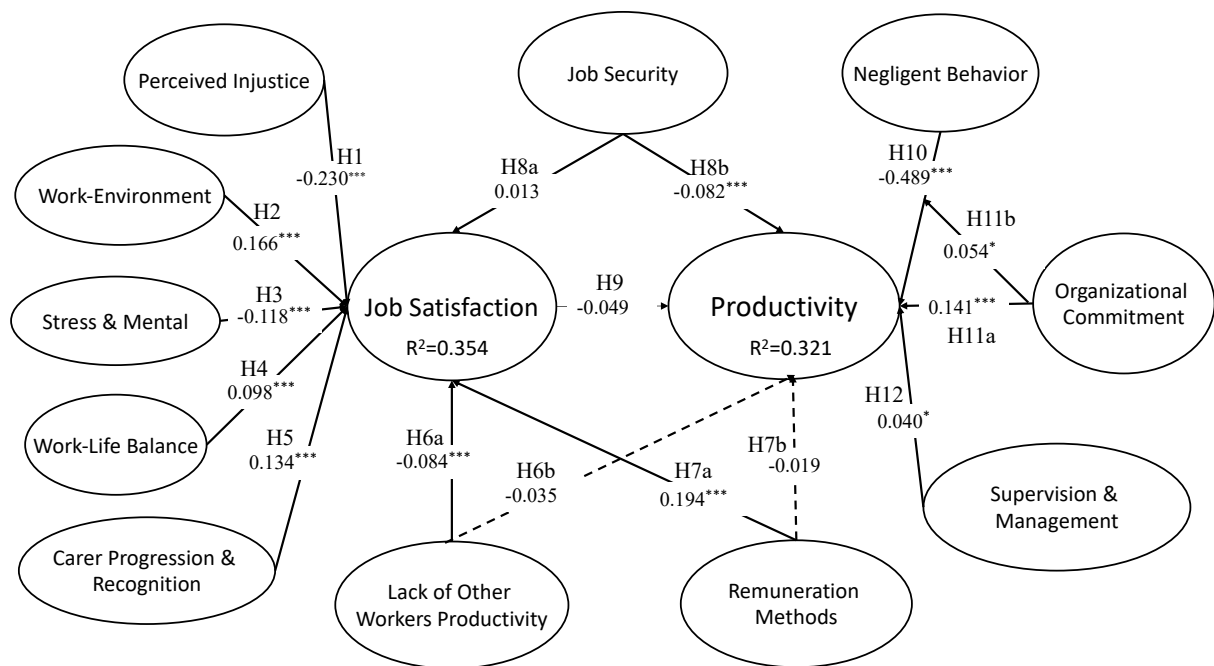 Perceived Injustice
Job Security
Negligent Behavior
H1
-0.230***
H8a
0.013
H8b
-0.082***
H10
-0.489***
Work-Environment
H2
0.166***
H11b
0.054*
Stress & Mental
H3
-0.118***
Job Satisfaction
R²=0.354
H9
-0.049
Productivity
R²=0.321
0.141***
H11a
Organizational
Commitment
Work-Life Balance
H4
0.098***
H5
0.134***
H6a
-0.084***
H6b
-0.035
H7a
0.194***
H7b
-0.019
H12
0.040*
Supervision &
Management
Carer Progression &
Recognition
Lack of Other
Workers Productivity
Remuneration
Methods